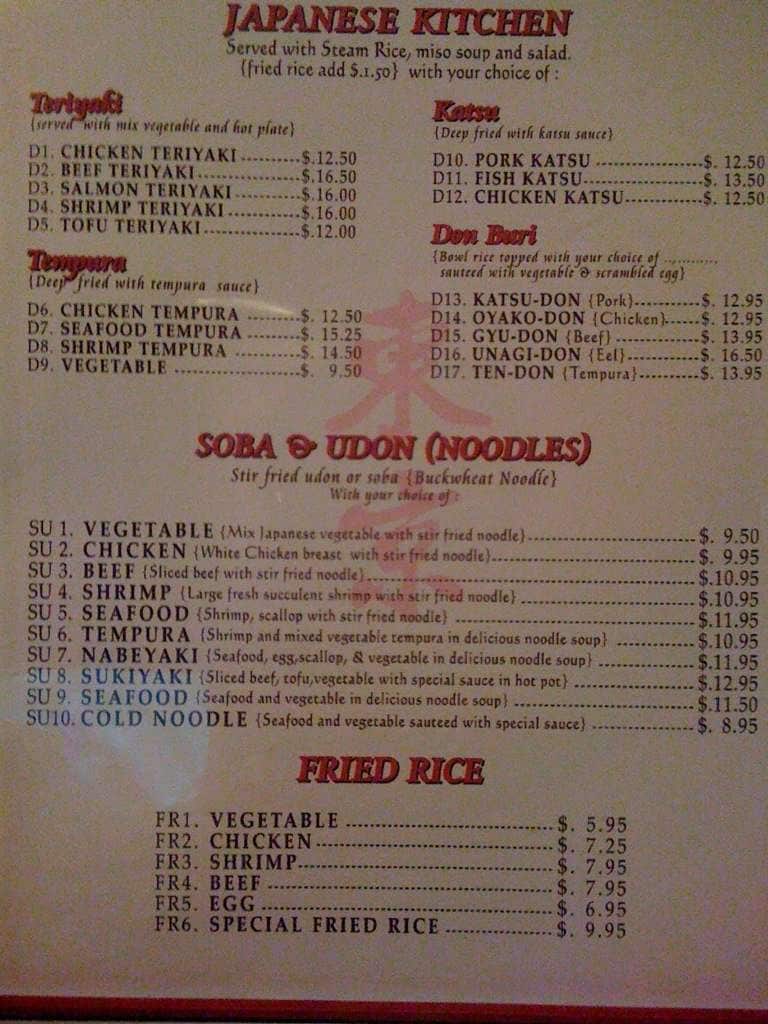 JAPANESE KITCHEN
Served with Steam Rice, miso soup and salad.
{fried rice add $.1.50} with your choice of :
Teriyaki
{served with mix vegetable and hot plate}
D1. CHICKEN TERIYAKI ..........$.12.50
D2. BEEF TERIYAKI..................$.16.50
D3. SALMON TERIYAKI ...........$.16.00
D4. SHRIMP TERIYAKI ............$.16.00
D5. TOFU TERIYAKI.................$.12.00
Tempura
{Deep fried with tempura sauce}
D6. CHICKEN TEMPURA .........$. 12.50
D7. SEAFOOD TEMPURA..........$. 15.25
D8. SHRIMP TEMPURA ...........$. 14.50
D9. VEGETABLE ......................$. 9.50
Katsu
{Deep fried with katsu sauce}
D10. PORK KATSU ..................$. 12.50
D11. FISH KATSU....................$. 13.50
D12. CHICKEN KATSU.............$. 12.50
Don Buri
{Bowl rice topped with your choice of .............
sauteed with vegetable & scrambled egg}
D13. KATSU-DON {Pork}...........$. 12.95
D14. OYAKO-DON {Chicken}......$. 12.95
D15. GYU-DON {Beef} ..............$. 13.95
D16. UNAGI-DON {Eel}.............$. 16.50
D17. TEN-DON {Tempura}..........$. 13.95
SOBA & UDON (NOODLES)
Stir fried udon or soba {Buckwheat Noodle}
With your choice of :
SU 1. VEGETABLE {Mix Japanese vegetable with stir fried noodle}..............................$. 9.50
SU 2. CHICKEN {White Chicken breast with stir fried noodle}....................................$. 9.95
SU 3. BEEF {Sliced beef with stir fried noodle}..........................................................$.10.95
SU 4. SHRIMP {Large fresh succulent shrimp with stir fried noodle} ...............................$.10.95
SU 5. SEAFOOD {Shrimp, scallop with stir fried noodle} ...........................................$.11.95
SU 6. TEMPURA {Shrimp and mixed vegetable tempura in delicious noodle soup} ..............$.10.95
SU 7. NABEYAKI {Seafood, egg,scallop, & vegetable in delicious noodle soup} ..................$.11.95
SU 8. SUKIYAKI {Sliced beef, tofu,vegetable with special sauce in hot pot} .....................$.12.95
SU 9. SEAFOOD {Seafood and vegetable in delicious noodle soup} ................................$.11.50
SU10. COLD NOODLE {Seafood and vegetable sauteed with special sauce} ..................$. 8.95
FRIED RICE
FR1. VEGETABLE ................................$. 5.95
FR2. CHICKEN.....................................$. 7.25
FR3. SHRIMP.......................................$. 7.95
FR4. BEEF ............................................$. 7.95
FR5. EGG .............................................$. 6.95
FR6. SPECIAL FRIED RICE ................$. 9.95